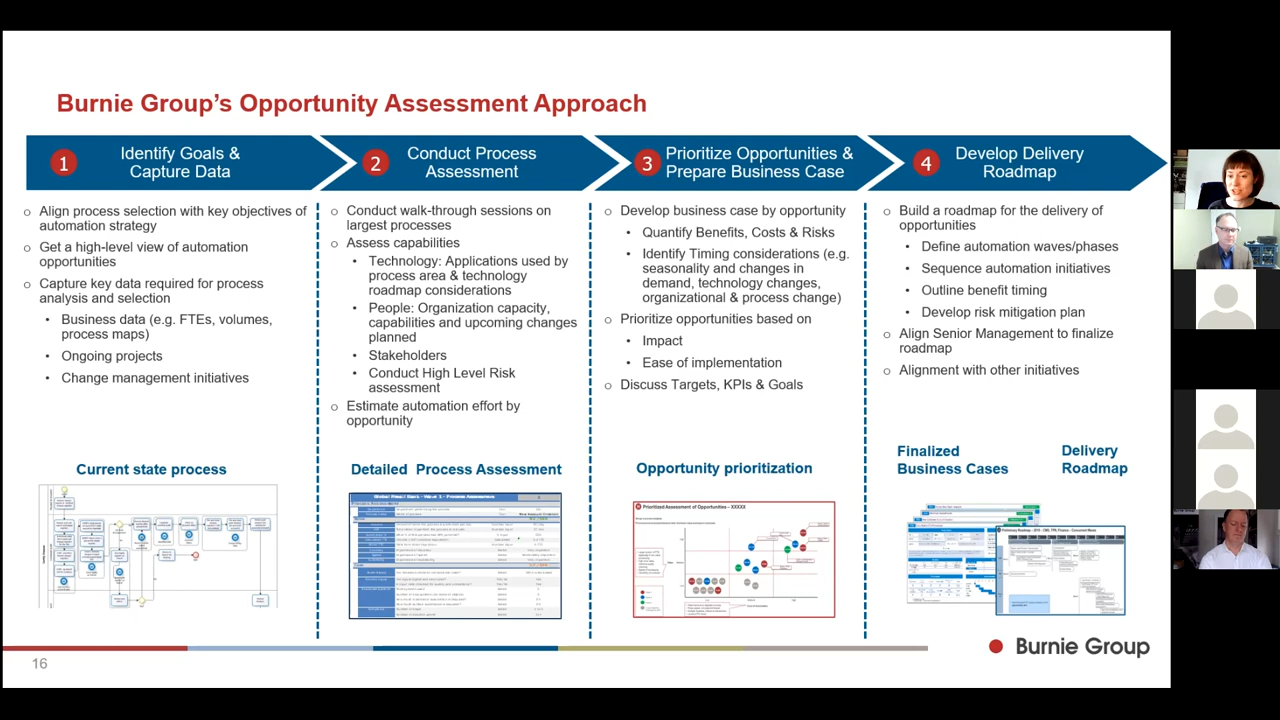 Burnie Group's Opportunity Assessment Approach
1
Identify Goals &
Capture Data
2
Conduct Process
Assessment
3
Prioritize Opportunities &
Prepare Business Case
4
Develop Delivery
Roadmap
o Align process selection with key objectives of
automation strategy
o Get a high-level view of automation
opportunities
o Capture key data required for process
analysis and selection
• Business data (e.g. FTEs, volumes,
process maps)
• Ongoing projects
• Change management initiatives
Current state process
o Conduct walk-through sessions on
largest processes
o Assess capabilities
• Technology: Applications used by
process area & technology
roadmap considerations
• People: Organization capacity,
capabilities and upcoming changes
planned
• Stakeholders
• Conduct High Level Risk
assessment
o Estimate automation effort by
opportunity
Detailed Process Assessment
o Develop business case by opportunity
• Quantify Benefits, Costs & Risks
• Identify Timing considerations (e.g.
seasonality and changes in
demand, technology changes,
organizational & process change)
o Prioritize opportunities based on
• Impact
• Ease of implementation
o Discuss Targets, KPIs & Goals
Opportunity prioritization
Prioritized Assessment of Opportunities – XXXXX
o Build a roadmap for the delivery of
opportunities
• Define automation waves/phases
• Sequence automation initiatives
• Outline benefit timing
• Develop risk mitigation plan
o Align Senior Management to finalize
roadmap
o Alignment with other initiatives
Finalized
Business Cases
Delivery
Roadmap
16
Burnie Group